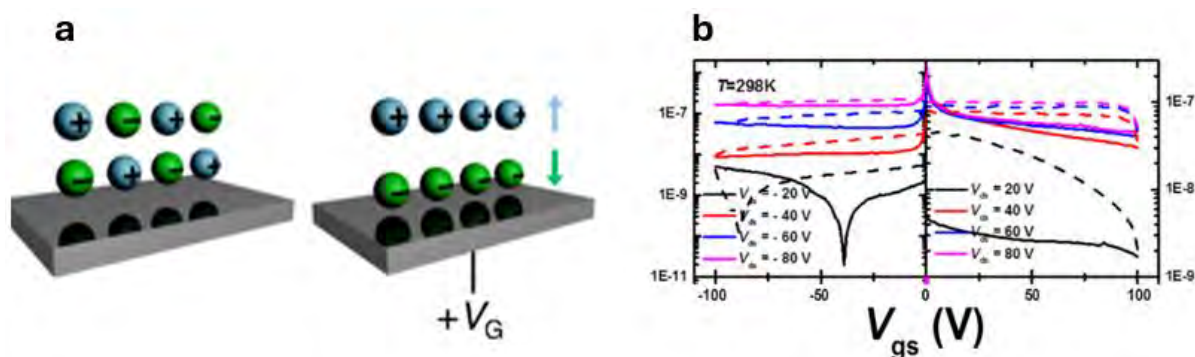 a
+ + 
+ +
+ + + +
+V_G
b
T=298K
1E-7
1E-9
1E-11
V_ds = - 20 V
V_ds = - 40 V
V_ds = - 60 V
V_ds = - 80 V
V_ds = 20 V
V_ds = 40 V
V_ds = 60 V
V_ds = 80 V
1E-7
1E-8
1E-9
-100 -50 0 50 100
V_gs (V)